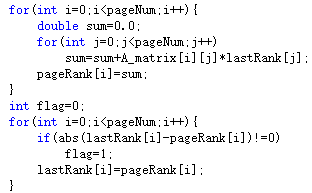 for(int i=0;i<pageNum;i++){
    double sum=0.0;
    for(int j=0;j<pageNum;j++)
        sum=sum+A_matrix[i][j]*lastRank[j];
    pageRank[i]=sum;
}
int flag=0;
for(int i=0;i<pageNum;i++){
    if(abs(lastRank[i]-pageRank[i])!=0)
        flag=1;
    lastRank[i]=pageRank[i];
}